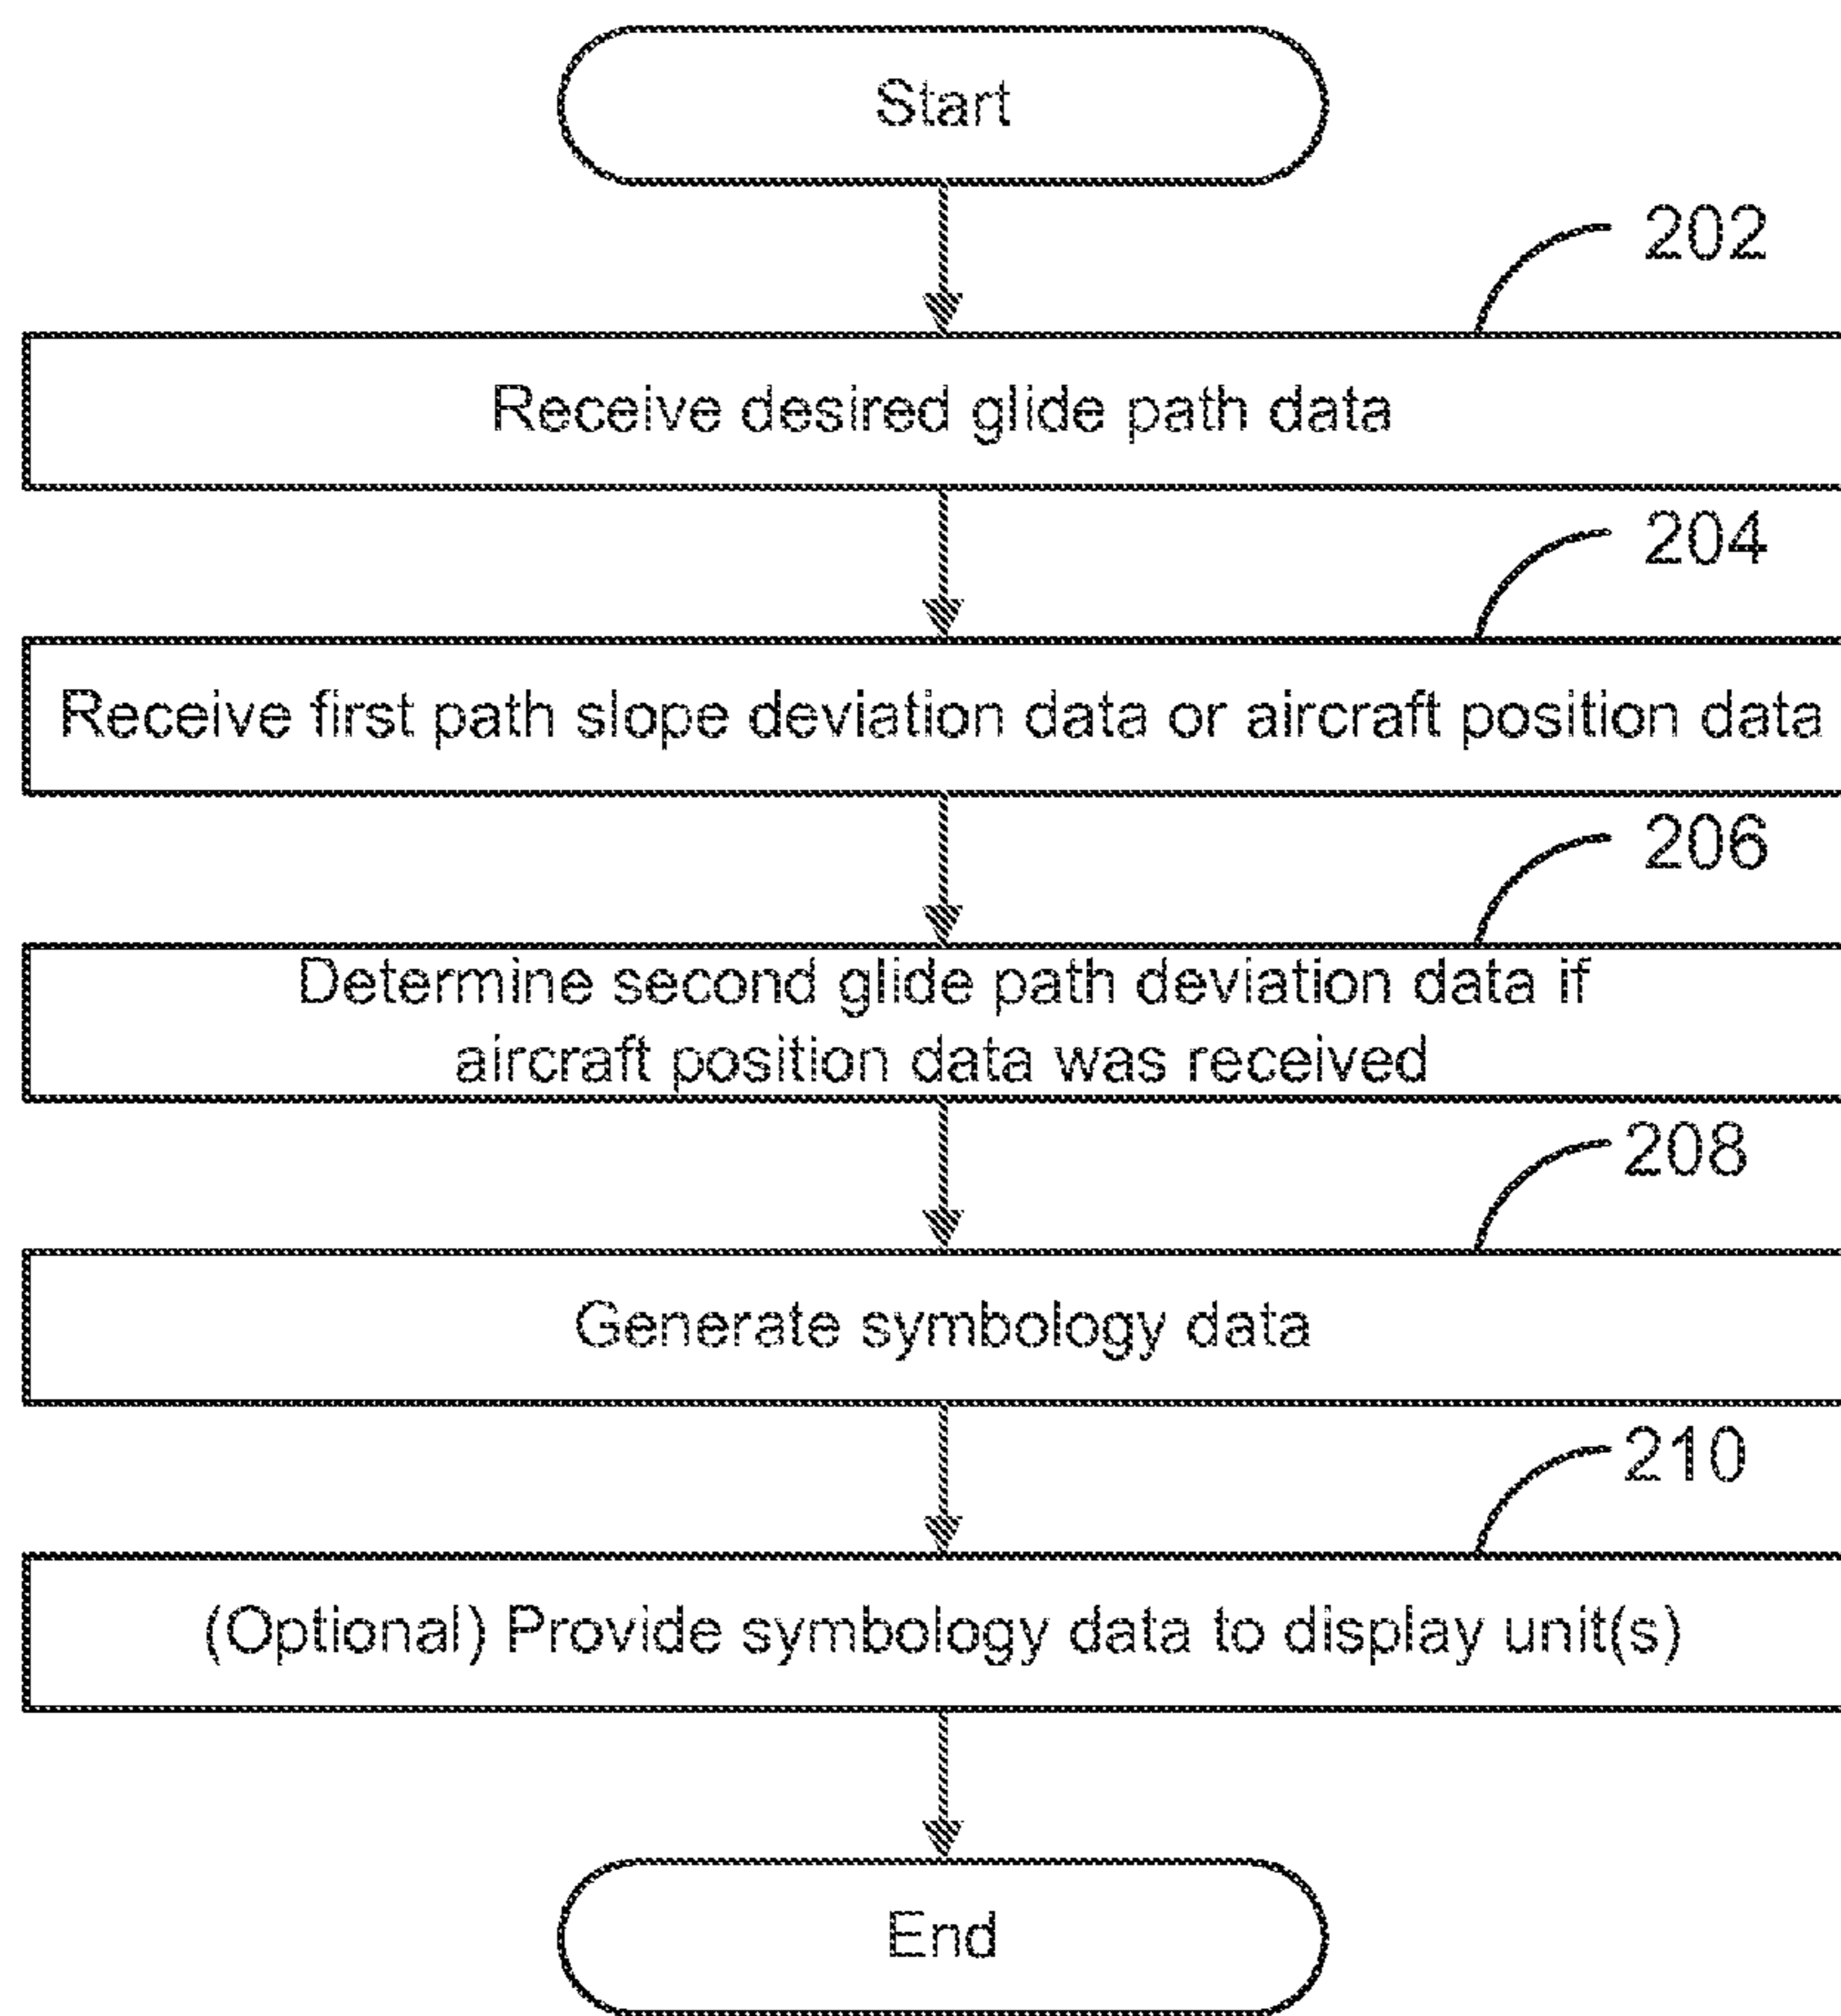 Start
202
Receive desired glide path data
204
Receive first path slope deviation data or aircraft position data
206
Determine second glide path deviation data if
aircraft position data was received
208
Generate symbology data
210
(Optional) Provide symbology data to display unit(s)
End